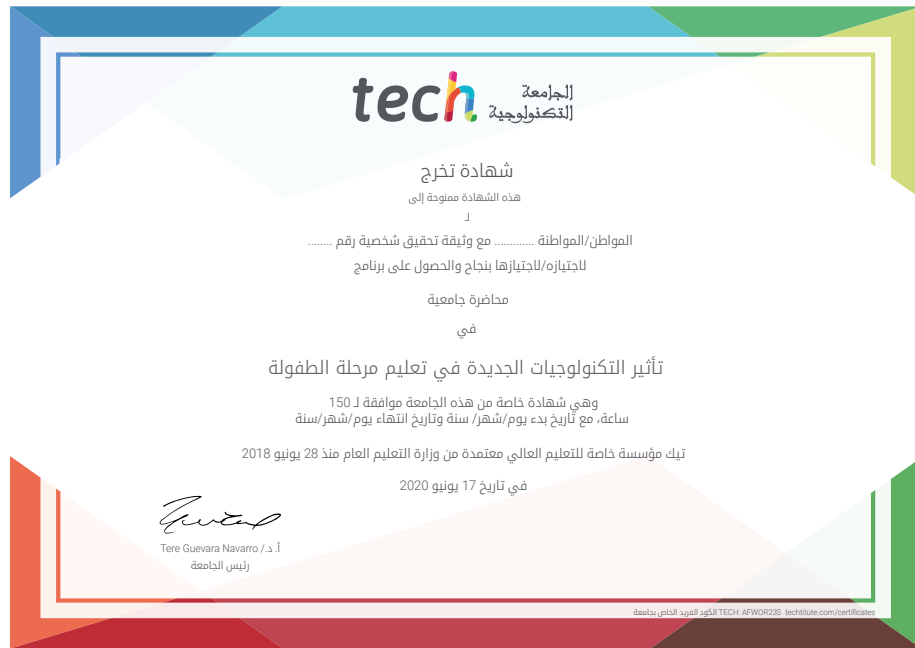 tech
الجامعة
التكنولوجية
شهادة تخرج
هذه الشهادة ممنوحة إلى
لـ
المواطن/المواطنة ............ مع وثيقة تحقيق شخصية رقم ........
لاجتيازه/لاجتيازها بنجاح والحصول على برنامج
محاضرة جامعية
في
تأثير التكنولوجيات الجديدة في تعليم مرحلة الطفولة
وهي شهادة خاصة من هذه الجامعة موافقة لـ 150
ساعة، مع تاريخ بدء يوم/شهر/ سنة وتاريخ انتهاء يوم/شهر/سنة
تيك مؤسسة خاصة للتعليم العالي معتمدة من وزارة التعليم العام منذ 28 يونيو 2018
في تاريخ 17 يونيو 2020
أ. د./ Tere Guevara Navarro
رئيس الجامعة
الكود الفريد الخاص بجامعة TECH: AFWOR23S techtitute.com/certificates